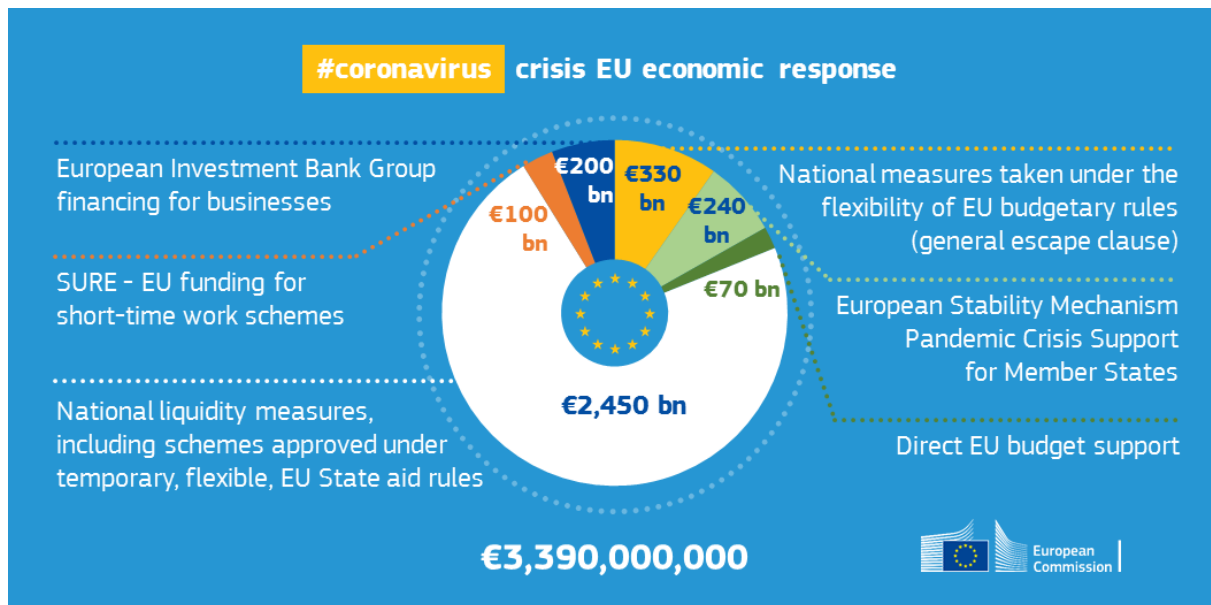 #coronavirus crisis EU economic response
European Investment Bank Group
financing for businesses
SURE - EU funding for
short-time work schemes
National liquidity measures,
including schemes approved under
temporary, flexible, EU State aid rules
€200
bn
€330
bn
€240
bn
€100
bn
€70 bn
€2,450 bn
National measures taken under the
flexibility of EU budgetary rules
(general escape clause)
European Stability Mechanism
Pandemic Crisis Support
for Member States
Direct EU budget support
€3,390,000,000
European
Commission